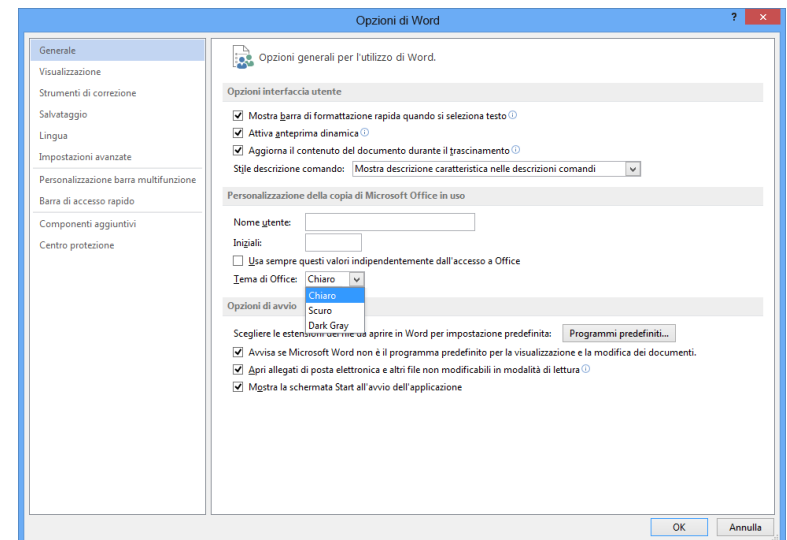 Opzioni di Word
?
Generale
Visualizzazione
Strumenti di correzione
Salvataggio
Lingua
Impostazioni avanzate
Personalizzazione barra multifunzione
Barra di accesso rapido
Componenti aggiuntivi
Centro protezione
Opzioni generali per l'utilizzo di Word.
Opzioni interfaccia utente
Mostra barra di formattazione rapida quando si seleziona testo
Attiva anteprima dinamica
Aggiorna il contenuto del documento durante il trascinamento
Stile descrizione comando: Mostra descrizione caratteristica nelle descrizioni comandi
Personalizzazione della copia di Microsoft Office in uso
Nome utente:
Iniziali:
Usa sempre questi valori indipendentemente dall'accesso a Office
Tema di Office: Chiaro
Chiaro
Scuro
Dark Gray
Opzioni di avvio
Scegliere le estensioni dei file da aprire in Word per impostazione predefinita: Programmi predefiniti...
Avvisa se Microsoft Word non è il programma predefinito per la visualizzazione e la modifica dei documenti.
Apri allegati di posta elettronica e altri file non modificabili in modalità di lettura
Mostra la schermata Start all'avvio dell'applicazione
OK Annulla